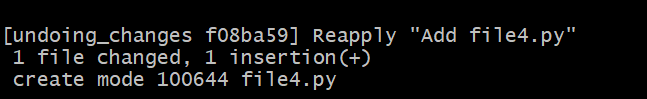 [undoing_changes f08ba59] Reapply "Add file4.py"
1 file changed, 1 insertion(+)
create mode 100644 file4.py